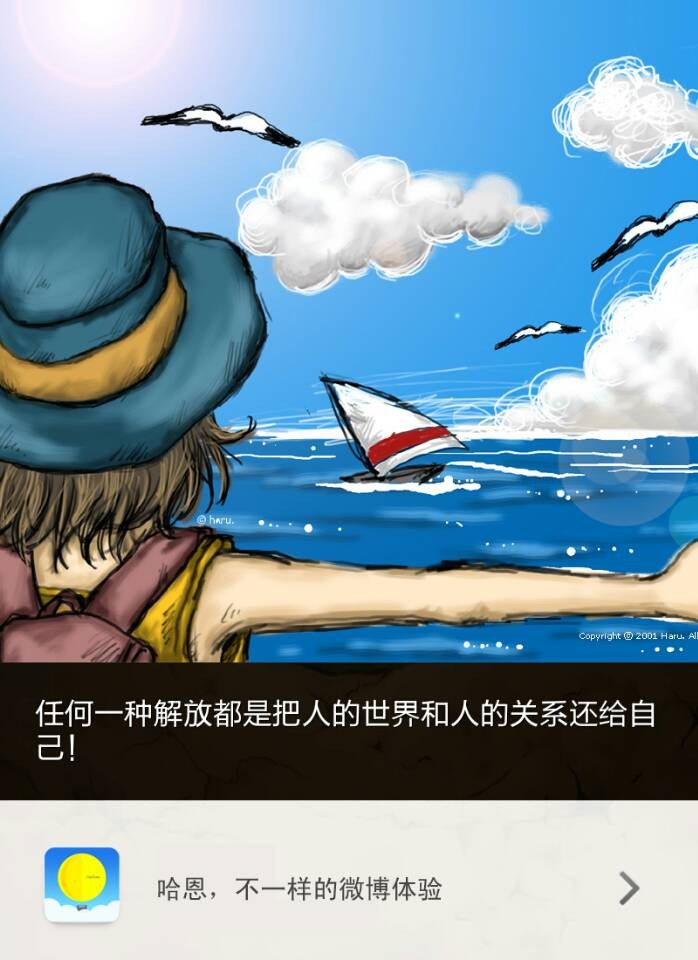 © haru.
Copyright © 2001 Haru. All
任何一种解放都是把人的世界和人的关系还给自
己!
哈恩，不一样的微博体验